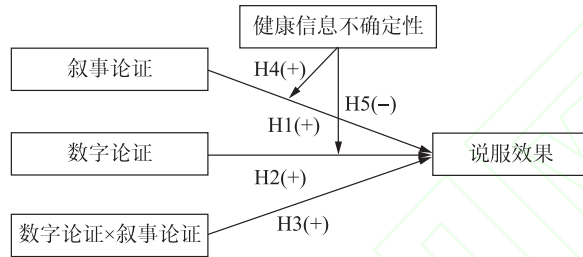 健康信息不确定性
叙事论证
H4(+)
H5(−)
H1(+)
数字论证
说服效果
H2(+)
数字论证×叙事论证
H3(+)